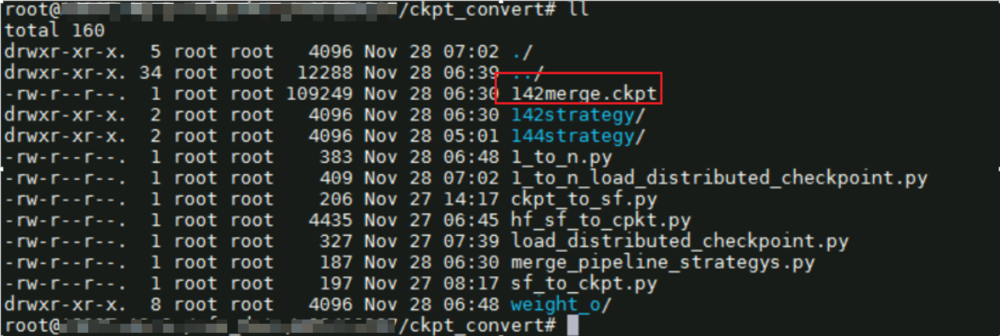 root@ /ckpt_convert# ll
total 160
drwxr-xr-x.  5 root root   4096 Nov 28 07:02 ./
drwxr-xr-x. 34 root root  12288 Nov 28 06:39 ../
-rw-r--r--.  1 root root 109249 Nov 28 06:30 142merge.ckpt
drwxr-xr-x.  2 root root   4096 Nov 28 06:30 142strategy/
drwxr-xr-x.  2 root root   4096 Nov 28 05:01 144strategy/
-rw-r--r--.  1 root root    383 Nov 28 06:48 1_to_n.py
-rw-r--r--.  1 root root    409 Nov 28 07:02 1_to_n_load_distributed_checkpoint.py
-rw-r--r--.  1 root root    206 Nov 27 14:17 ckpt_to_sf.py
-rw-r--r--.  1 root root   4435 Nov 27 06:45 hf_sf_to_cpkt.py
-rw-r--r--.  1 root root    327 Nov 27 07:39 load_distributed_checkpoint.py
-rw-r--r--.  1 root root    187 Nov 28 06:30 merge_pipeline_strategys.py
-rw-r--r--.  1 root root    197 Nov 27 08:17 sf_to_ckpt.py
drwxr-xr-x.  8 root root   4096 Nov 28 06:48 weight_o/
root@ /ckpt_convert#